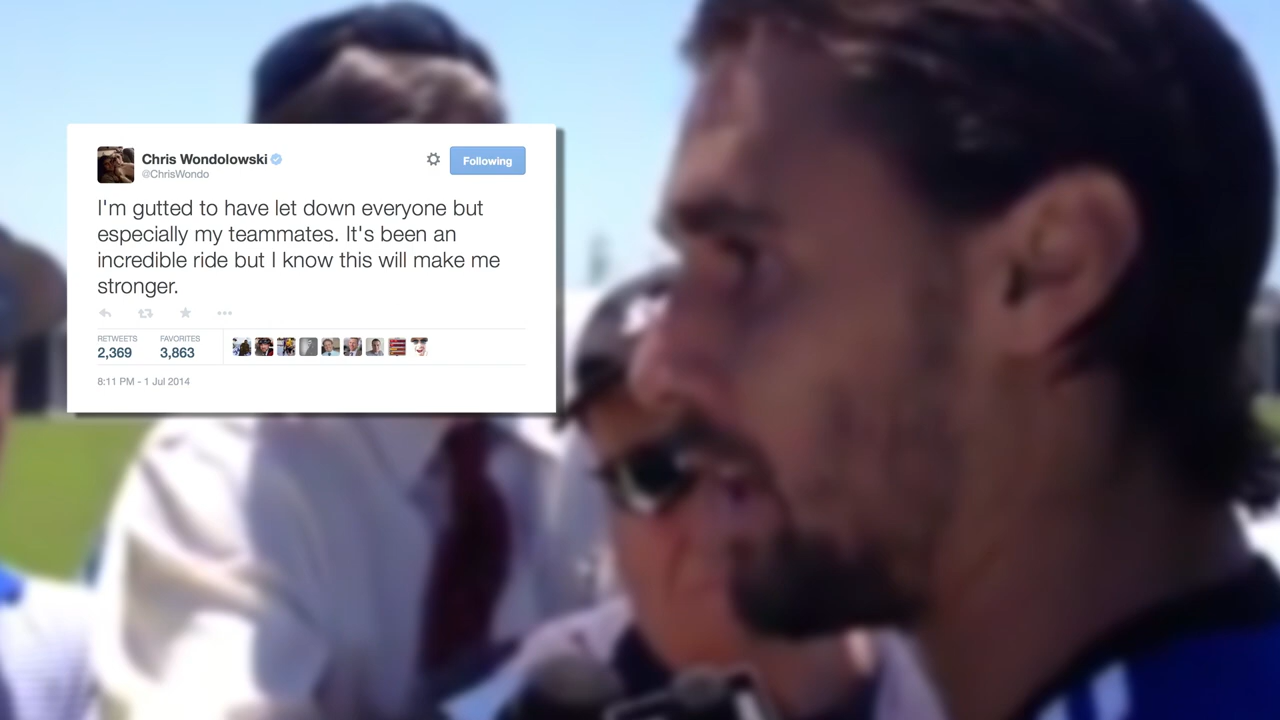 Chris Wondolowski
@ChrisWondo
Following
I'm gutted to have let down everyone but
especially my teammates. It's been an
incredible ride but I know this will make me
stronger.
RETWEETS
FAVORITES
2,369
3,863
8:11 PM - 1 Jul 2014